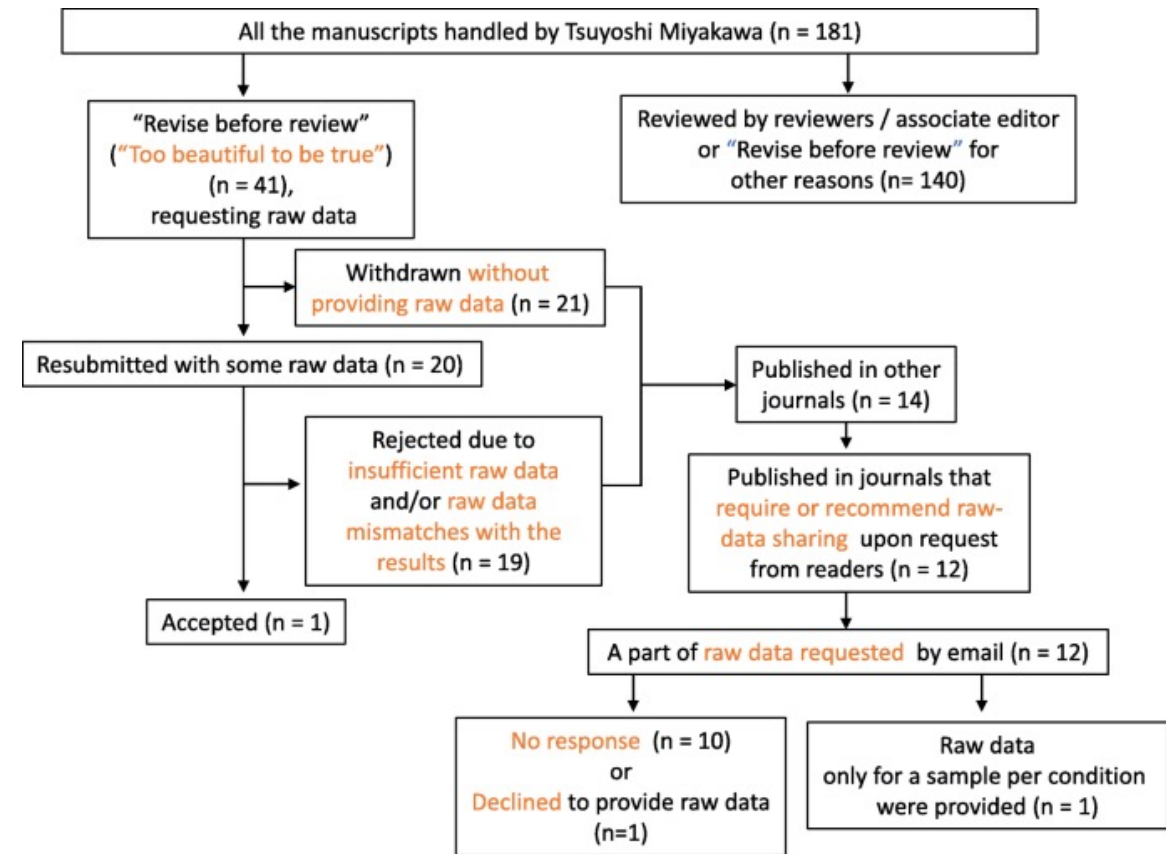 All the manuscripts handled by Tsuyoshi Miyakawa (n = 181)
“Revise before review”
(“Too beautiful to be true”)
(n = 41),
requesting raw data
Reviewed by reviewers / associate editor
or “Revise before review” for
other reasons (n= 140)
Withdrawn without
providing raw data (n = 21)
Resubmitted with some raw data (n = 20)
Published in other
journals (n = 14)
Rejected due to
insufficient raw data
and/or raw data
mismatches with the
results (n = 19)
Published in journals that
require or recommend raw-
data sharing upon request
from readers (n = 12)
Accepted (n = 1)
A part of raw data requested by email (n = 12)
No response (n = 10)
or
Declined to provide raw data
(n=1)
Raw data
only for a sample per condition
were provided (n = 1)